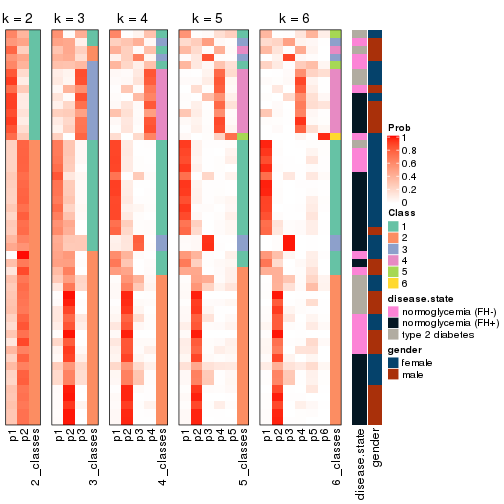 k = 2
k = 3
k = 4
k = 5
k = 6
Prob
1
0.8
0.6
0.4
0.2
0
Class
1
2
3
4
5
6
disease.state
normoglycemia (FH-)
normoglycemia (FH+)
type 2 diabetes
gender
female
male
p1
p2
2_classes
p1
p2
p3
3_classes
p1
p2
p3
p4
4_classes
p1
p2
p3
p4
p5
5_classes
p1
p2
p3
p4
p5
p6
6_classes
disease.state
gender